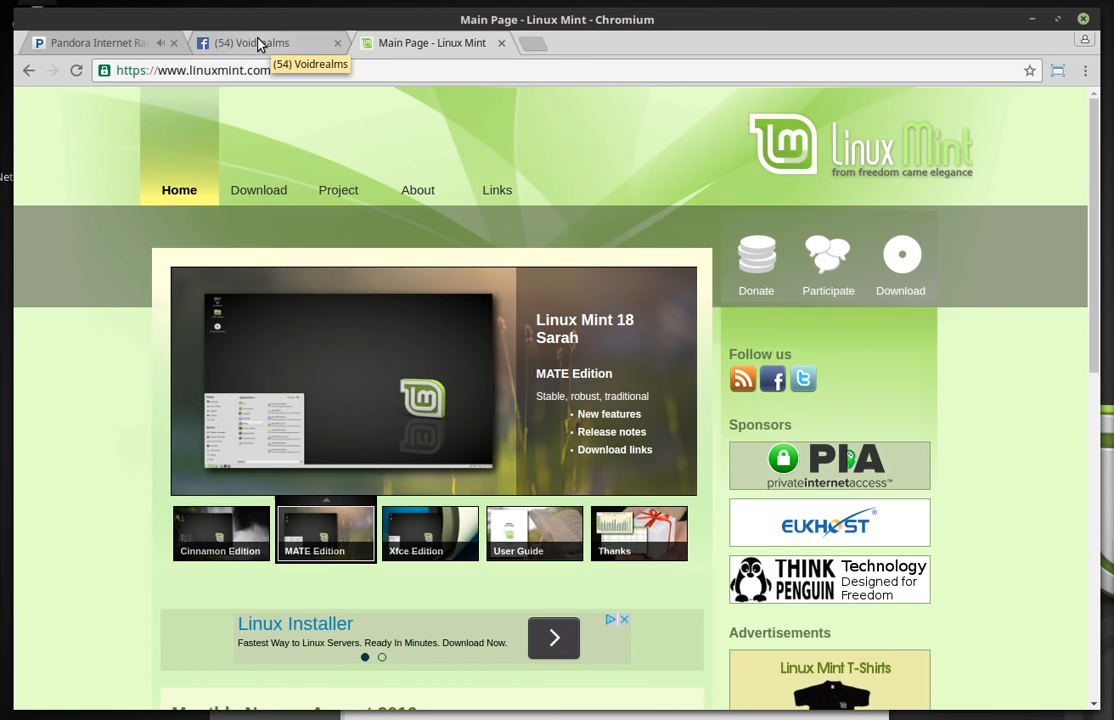 Main Page - Linux Mint - Chromium
Pandora Internet Ra
(54) Voidrealms
Main Page - Linux Mint
https://www.linuxmint.com
(54) Voidrealms
Linux Mint
from freedom came elegance
Home
Download
Project
About
Links
Donate
Participate
Download
Linux Mint 18
Sarah
MATE Edition
Stable, robust, traditional
• New features
• Release notes
• Download links
Cinnamon Edition
MATE Edition
Xfce Edition
User Guide
Thanks
Follow us
Sponsors
PIA
privateinternetaccess™
EUKHOST®
THINK
PENGUIN
Technology
Designed for
Freedom
Advertisements
Linux Mint T-Shirts
Linux Installer
Fastest Way to Linux Servers. Ready In Minutes. Download Now.